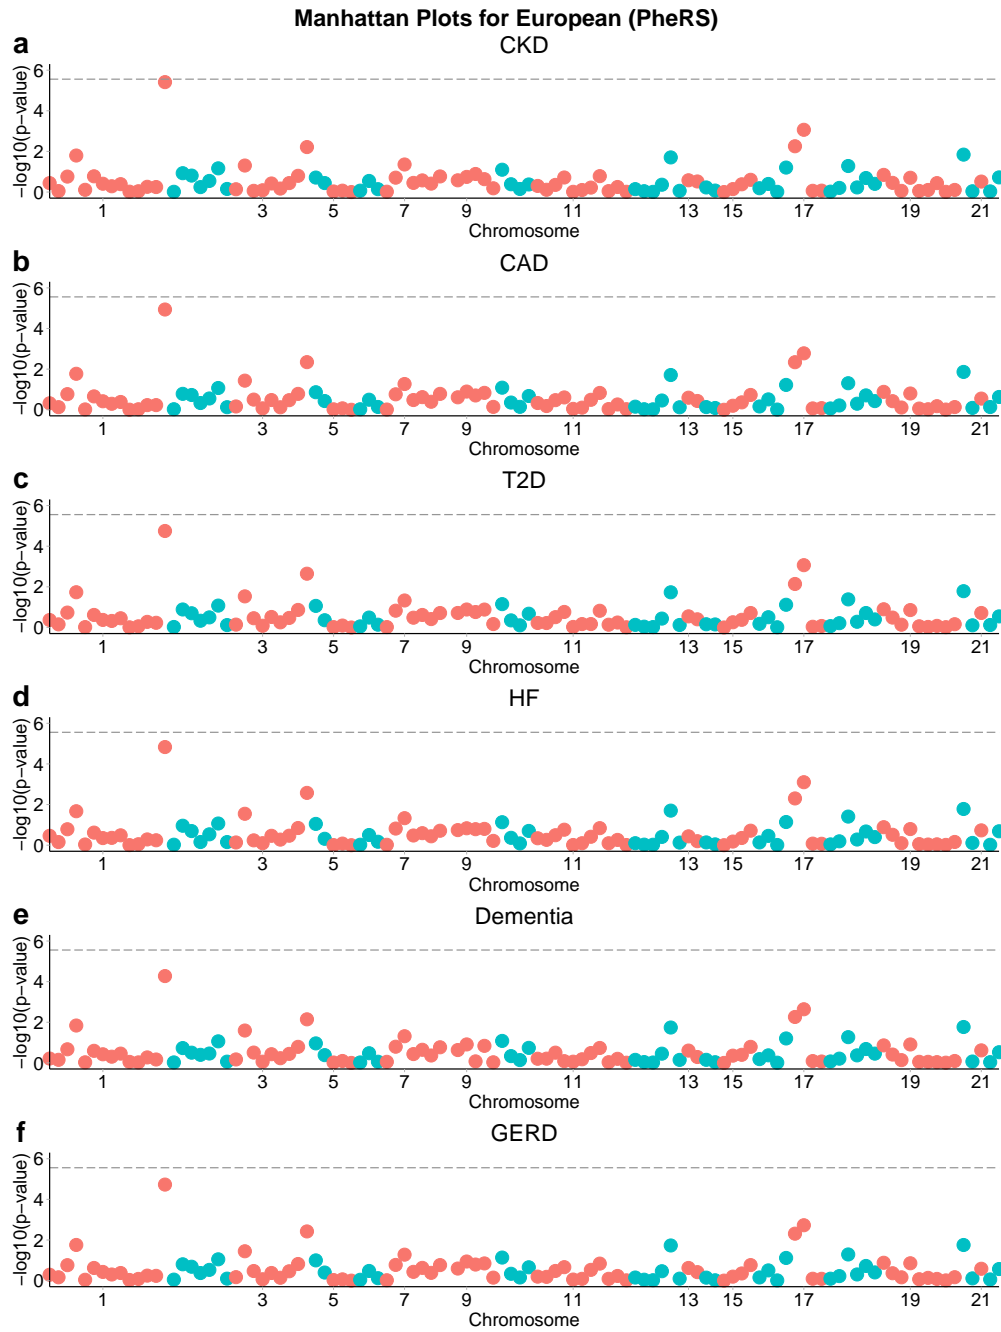 Manhattan Plots for European (PheRS)
a
CKD
−log10(p−value)
6
4
2
0
1 3 5 7 9 11 13 15 17 19 21
Chromosome
b
CAD
−log10(p−value)
6
4
2
0
1 3 5 7 9 11 13 15 17 19 21
Chromosome
c
T2D
−log10(p−value)
6
4
2
0
1 3 5 7 9 11 13 15 17 19 21
Chromosome
d
HF
−log10(p−value)
6
4
2
0
1 3 5 7 9 11 13 15 17 19 21
Chromosome
e
Dementia
−log10(p−value)
6
4
2
0
1 3 5 7 9 11 13 15 17 19 21
Chromosome
f
GERD
−log10(p−value)
6
4
2
0
1 3 5 7 9 11 13 15 17 19 21
Chromosome